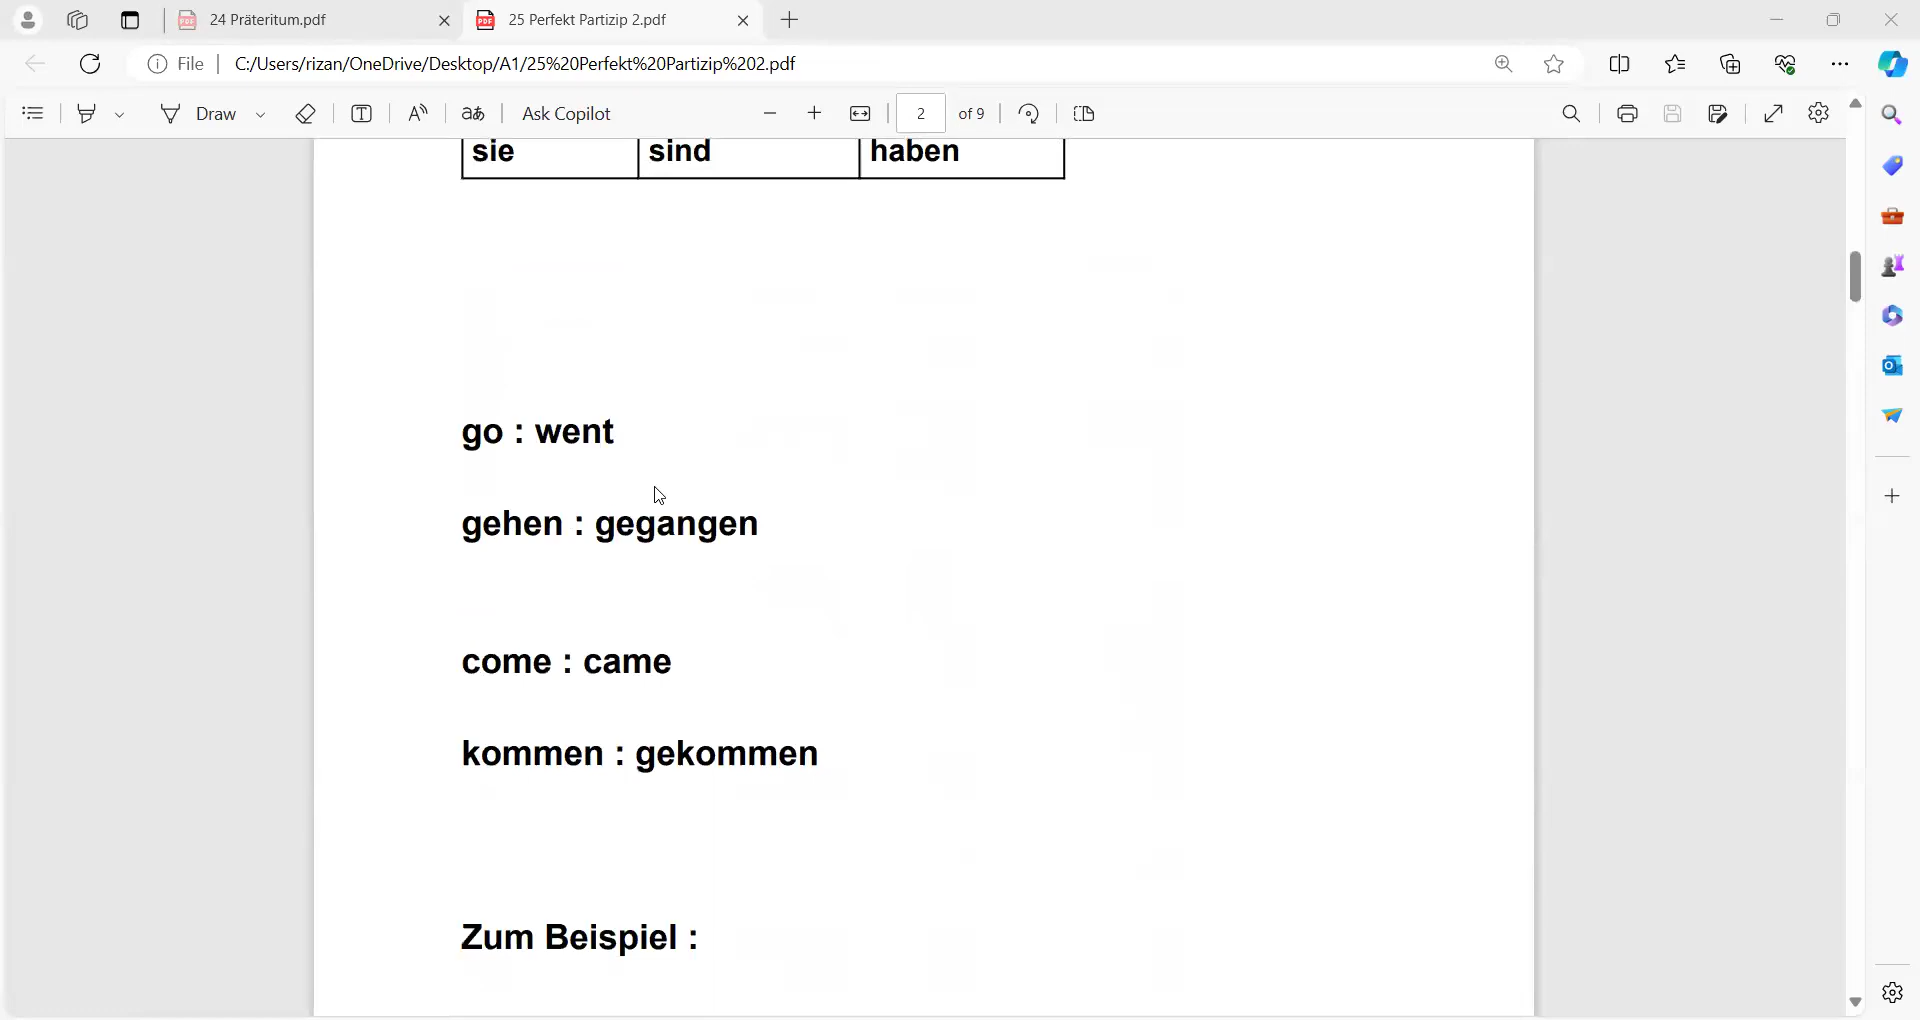 24 Präteritum.pdf
25 Perfekt Partizip 2.pdf
File
C:/Users/rizan/OneDrive/Desktop/A1/25%20Perfekt%20Partizip%202.pdf
Draw
Ask Copilot
2 of 9
sie sind haben
go : went
gehen : gegangen
come : came
kommen : gekommen
Zum Beispiel :